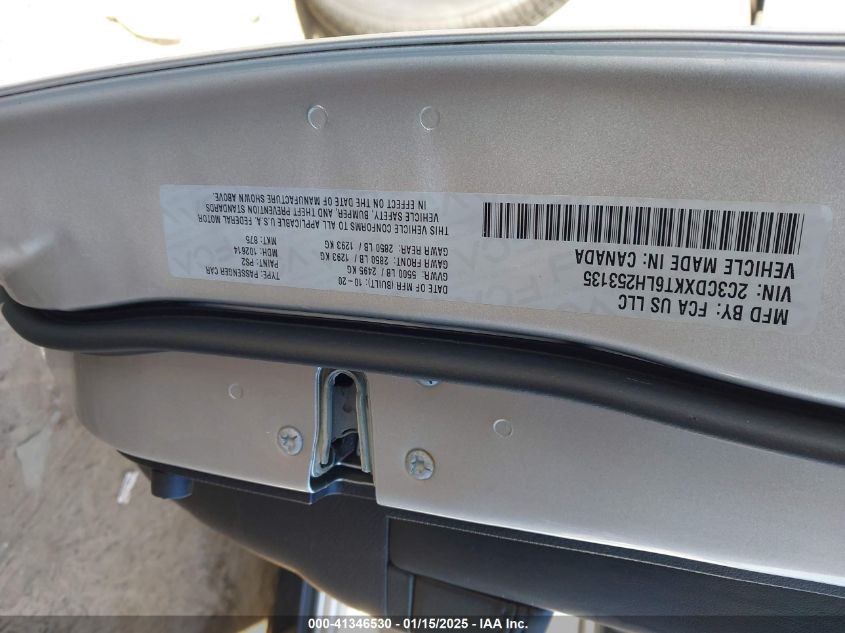 MFD BY: FCA US LLC
VIN: 2C3CDXKT6LH253135
VEHICLE MADE IN: CANADA
DATE OF MFR (BUILT): 10-20
GVWR: 5500 LB / 2495 KG
GAWR FRONT: 2850 LB / 1293 KG
GAWR REAR: 2850 LB / 1293 KG
TYPE: PASSENGER CAR
PAINT: PS2
MDH: 102614
MKT: 875
THIS VEHICLE CONFORMS TO ALL APPLICABLE U.S.A. FEDERAL MOTOR
VEHICLE SAFETY, BUMPER, AND THEFT PREVENTION STANDARDS
IN EFFECT ON THE DATE OF MANUFACTURE SHOWN ABOVE.
000-41346530 - 01/15/2025 - IAA Inc.